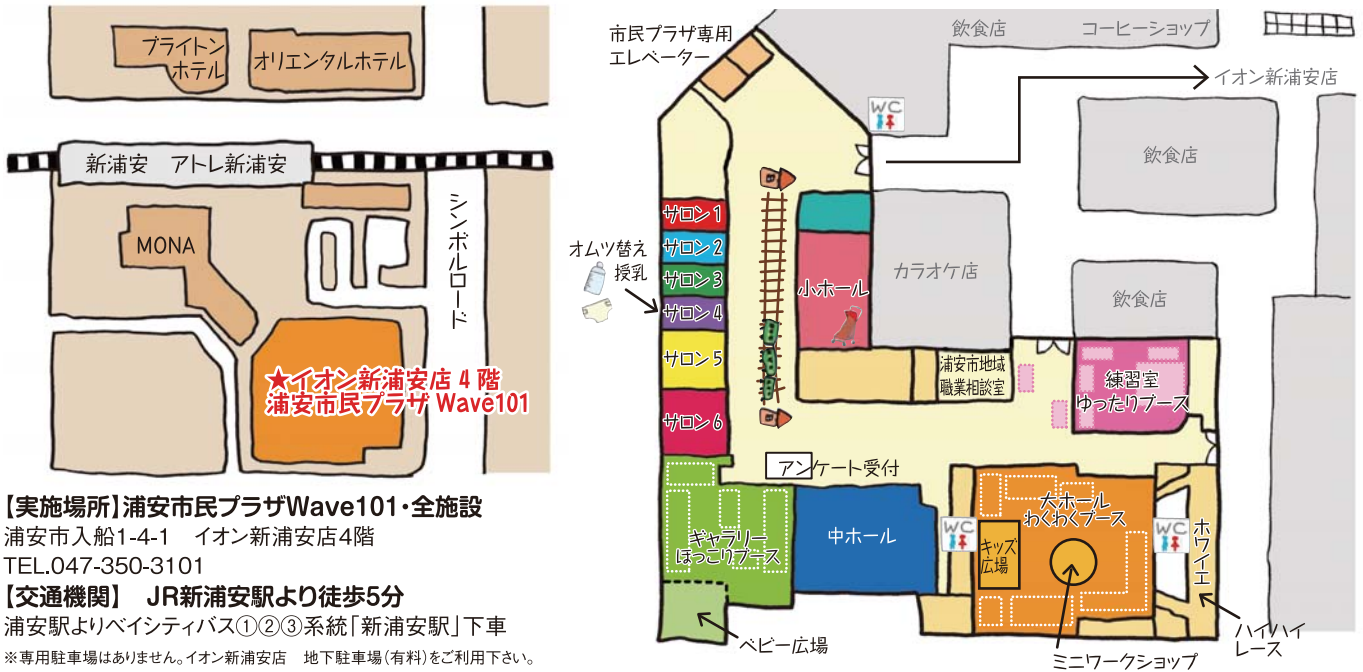 ブライトン
ホテル
オリエンタルホテル
新浦安 アトレ新浦安
MONA
シンボルロード
★イオン新浦安店 4 階
浦安市民プラザ Wave101
【実施場所】浦安市民プラザWave101・全施設
浦安市入船1-4-1 イオン新浦安店4階
TEL.047-350-3101
【交通機関】 JR新浦安駅より徒歩5分
浦安駅よりベイシティバス①②③系統「新浦安駅」下車
※専用駐車場はありません。イオン新浦安店 地下駐車場(有料)をご利用下さい。
市民プラザ専用
エレベーター
飲食店
コーヒーショップ
イオン新浦安店
WC
飲食店
サロン 1
サロン 2
サロン 3
サロン 4
サロン 5
サロン 6
オムツ替え
授乳
小ホール
カラオケ店
飲食店
浦安市地域
職業相談室
練習室
ゆったりブース
アンケート受付
ギャラリー
ほっこりブース
中ホール
WC
大ホール
わくわくブース
キッズ
広場
WC
ホワイエ
ベビー広場
ミニワークショップ
ハイハイ
レース